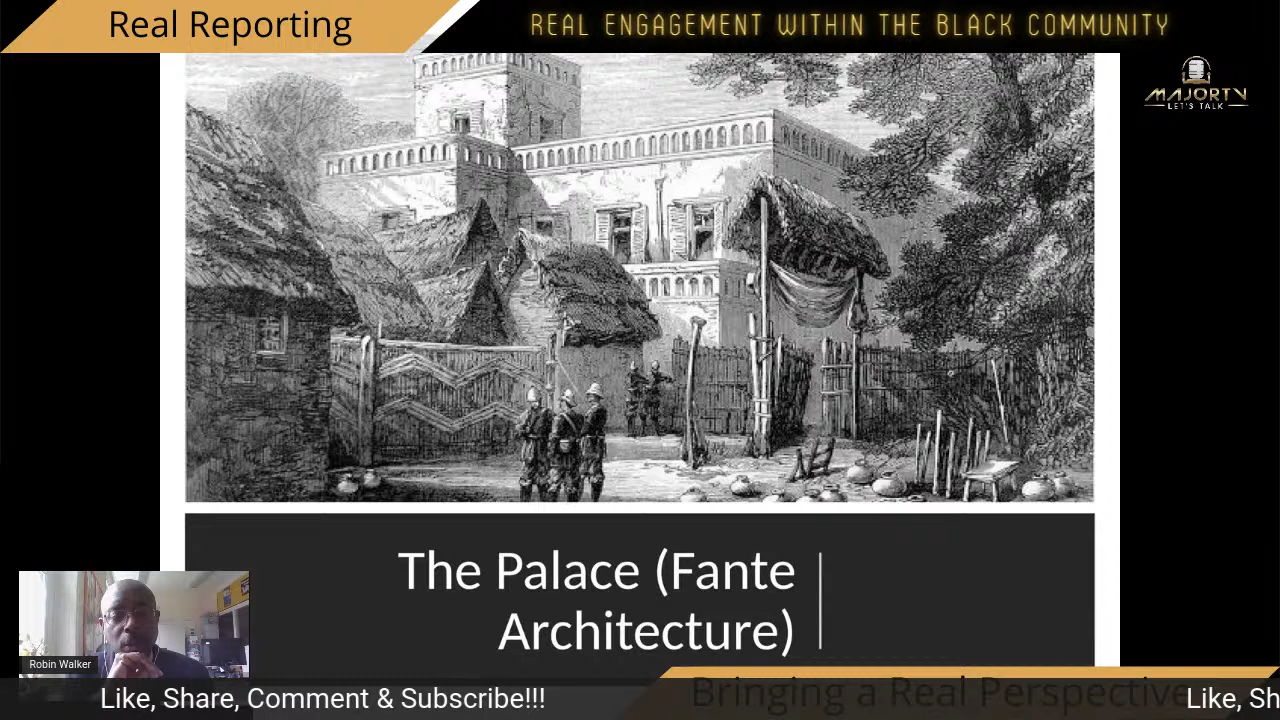 Real Reporting
REAL ENGAGEMENT WITHIN THE BLACK COMMUNITY
MAJORTV
LET'S TALK
The Palace (Fante
Architecture)
Robin Walker
Bringing a Real Perspective
Like, Share, Comment & Subscribe!!!
Like, Sh